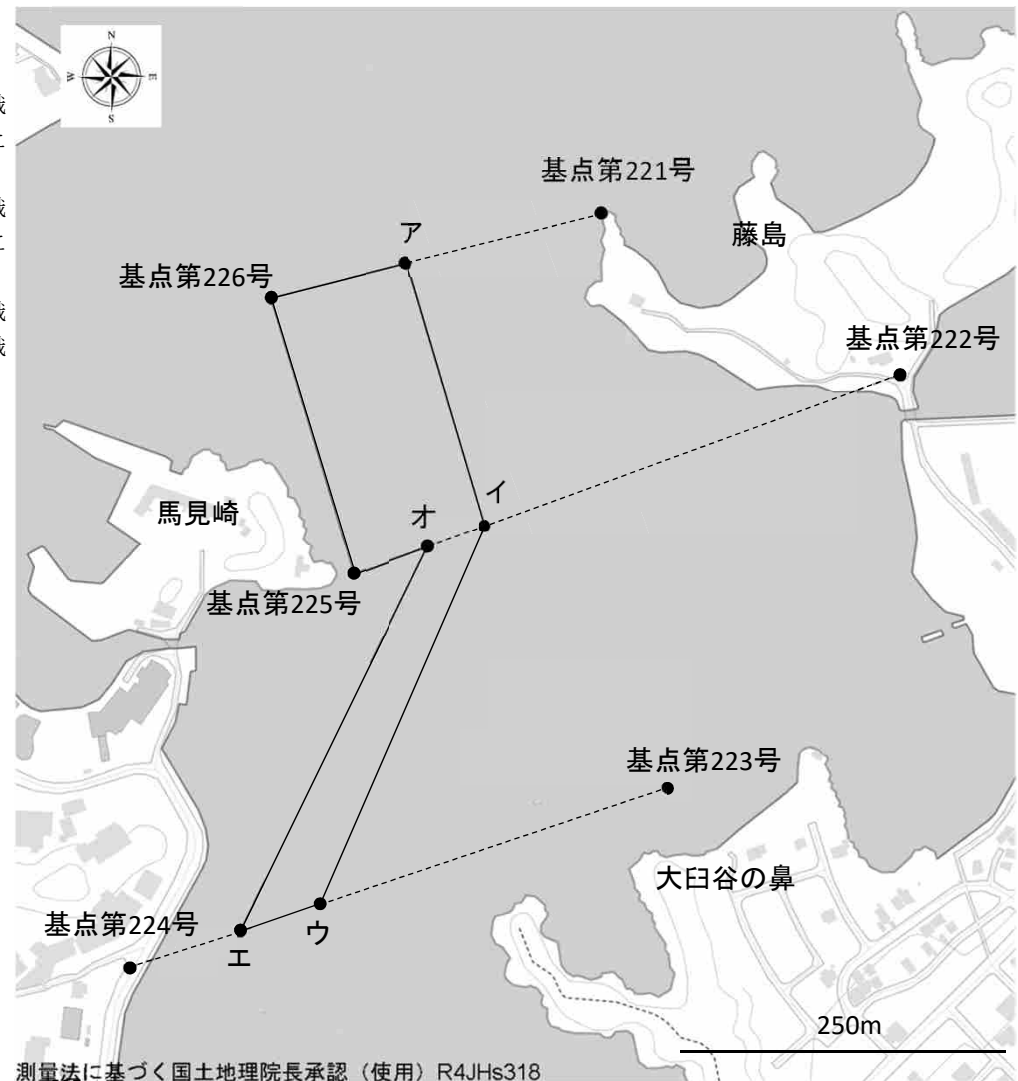 N
W E
S
基点第221号
ア
藤島
基点第226号
基点第222号
イ
馬見崎
オ
基点第225号
基点第223号
大臼谷の鼻
基点第224号
ウ
エ
250m
測量法に基づく国土地理院長承認（使用）R4JHs318